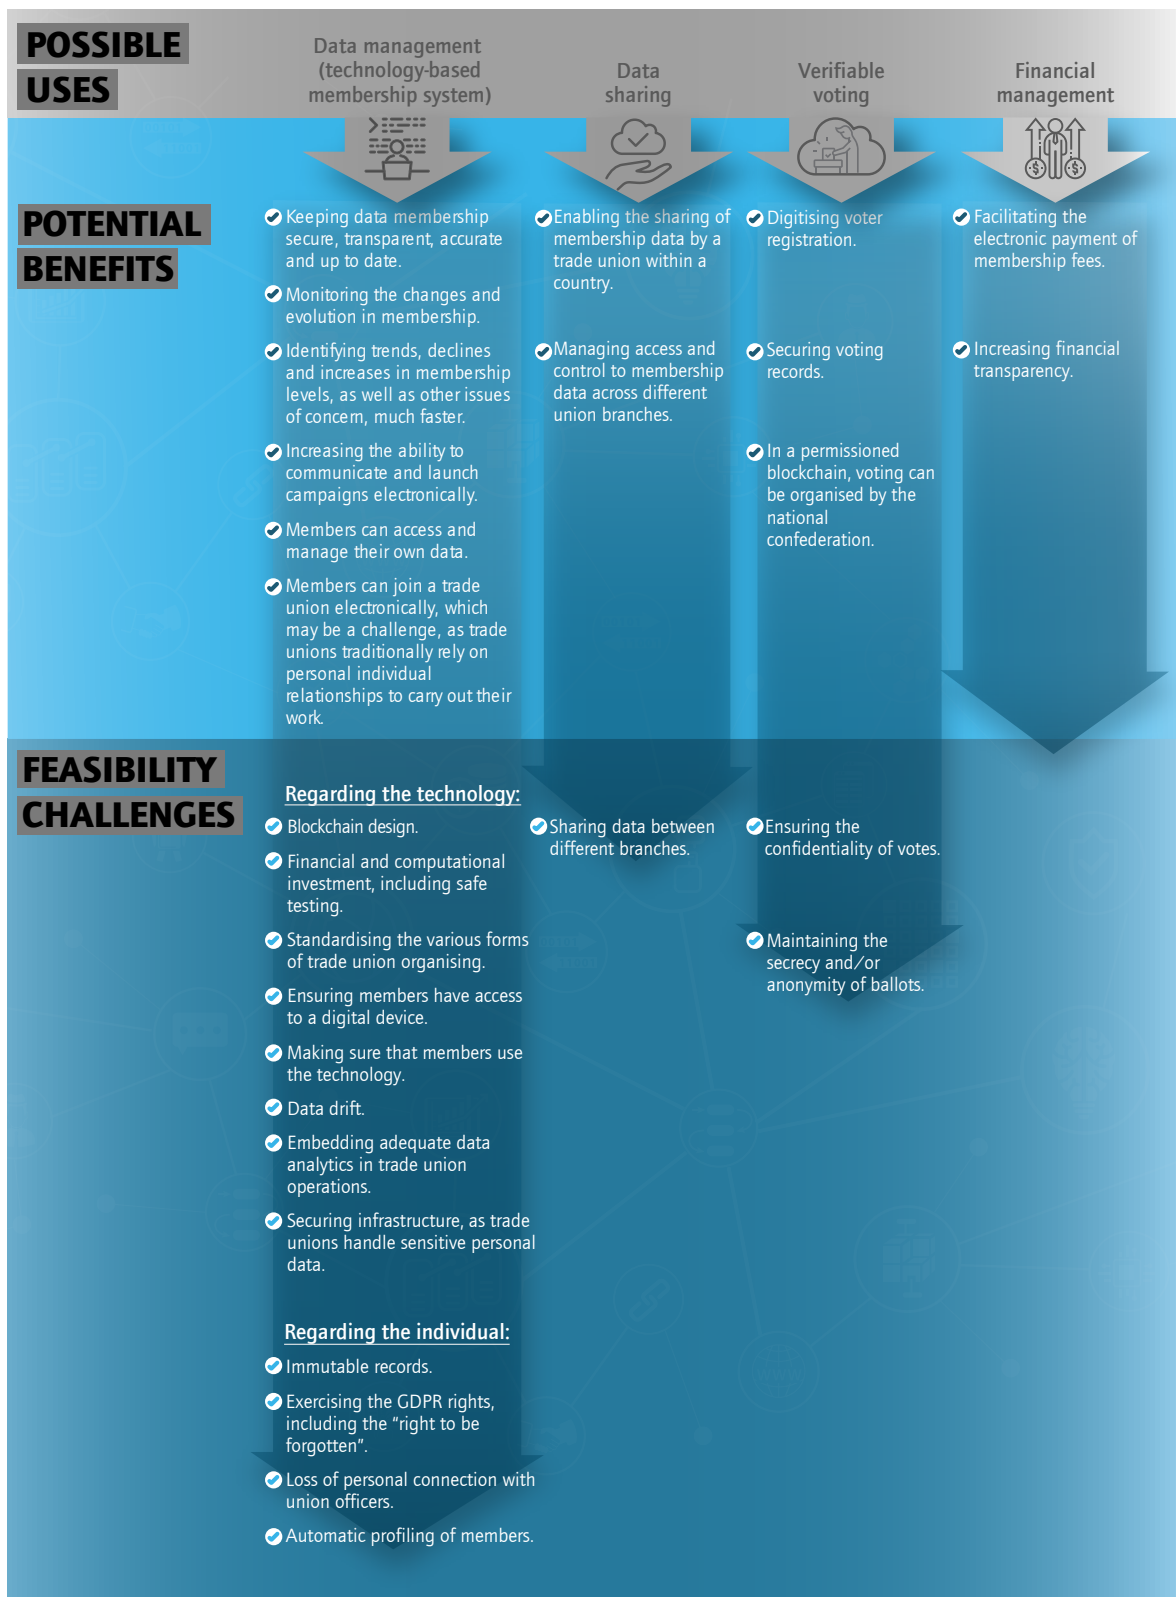 POSSIBLE
USES
Data management
(technology-based
membership system)
Data
sharing
Verifiable
voting
Financial
management
POTENTIAL
BENEFITS
Keeping data membership
secure, transparent, accurate
and up to date.
Monitoring the changes and
evolution in membership.
Identifying trends, declines
and increases in membership
levels, as well as other issues
of concern, much faster.
Increasing the ability to
communicate and launch
campaigns electronically.
Members can access and
manage their own data.
Members can join a trade
union electronically, which
may be a challenge, as trade
unions traditionally rely on
personal individual
relationships to carry out their
work.
Enabling the sharing of
membership data by a
trade union within a
country.
Managing access and
control to membership
data across different
union branches.
Digitising voter
registration.
Securing voting
records.
In a permissioned
blockchain, voting can
be organised by the
national
confederation.
Facilitating the
electronic payment of
membership fees.
Increasing financial
transparency.
FEASIBILITY
CHALLENGES
Regarding the technology:
Blockchain design.
Financial and computational
investment, including safe
testing.
Standardising the various forms
of trade union organising.
Ensuring members have access
to a digital device.
Making sure that members use
the technology.
Data drift.
Embedding adequate data
analytics in trade union
operations.
Securing infrastructure, as trade
unions handle sensitive personal
data.
Regarding the individual:
Immutable records.
Exercising the GDPR rights,
including the “right to be
forgotten”.
Loss of personal connection with
union officers.
Automatic profiling of members.
Sharing data between
different branches.
Ensuring the
confidentiality of votes.
Maintaining the
secrecy and/or
anonymity of ballots.
WWW